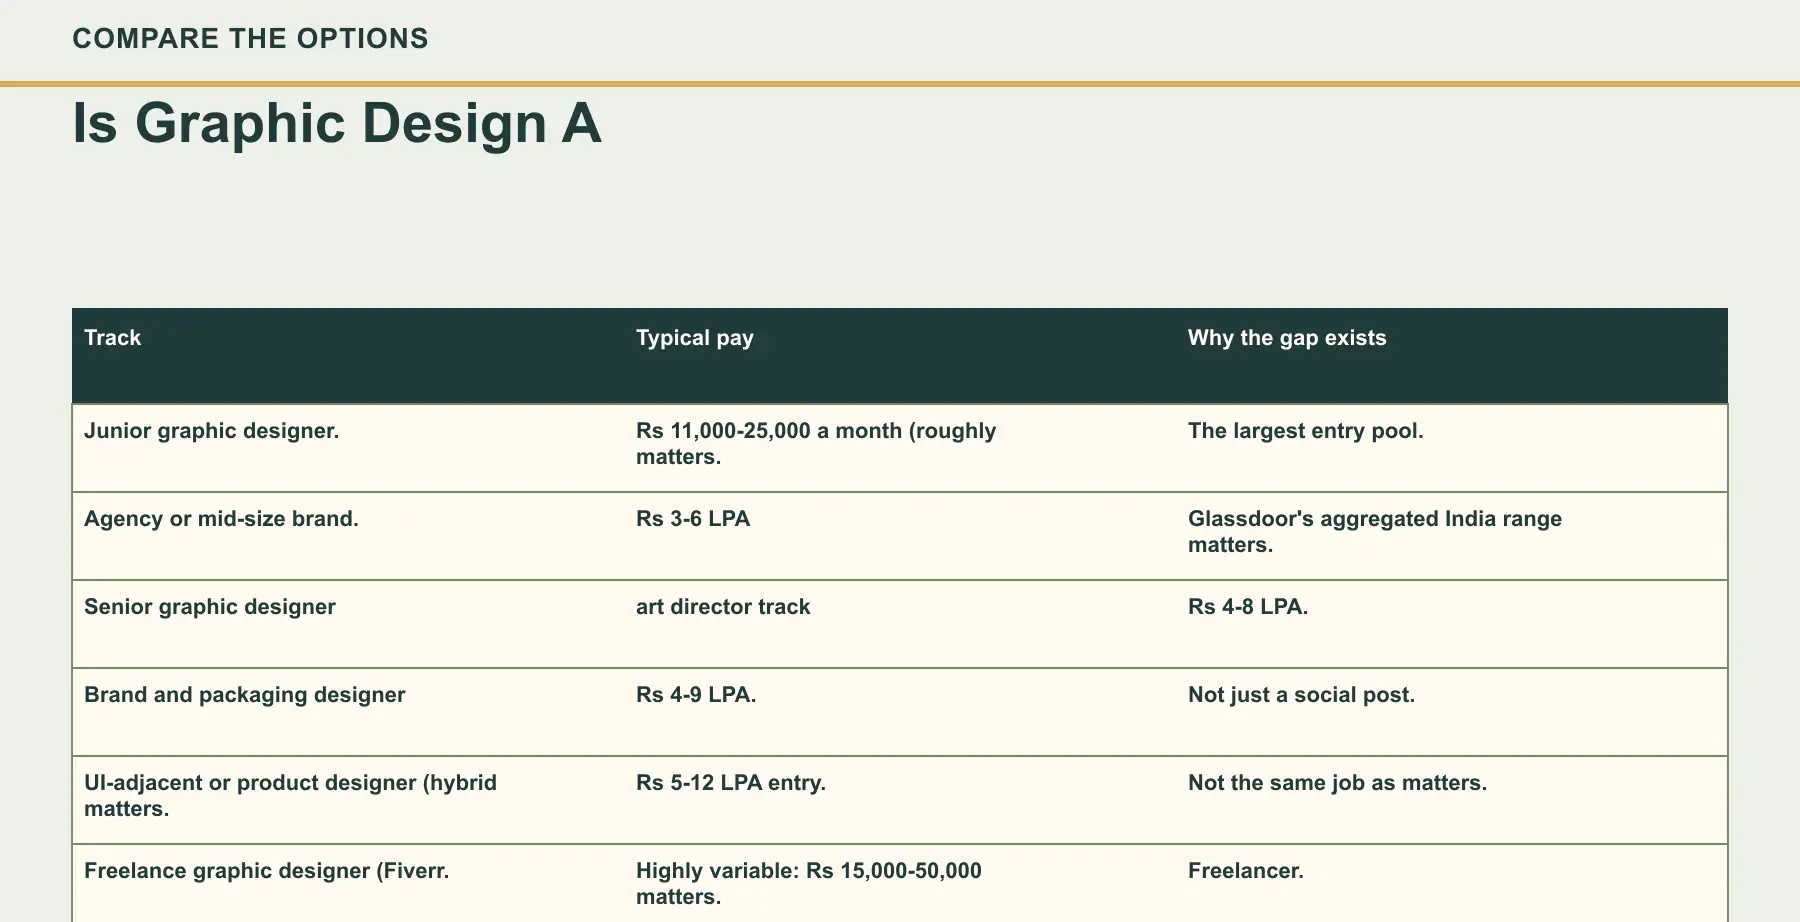 COMPARE THE OPTIONS
Is Graphic Design A
Track Typical pay Why the gap exists
Junior graphic designer. Rs 11,000-25,000 a month (roughly The largest entry pool.
matters.
Agency or mid-size brand. Rs 3-6 LPA Glassdoor's aggregated India range
matters.
Senior graphic designer art director track Rs 4-8 LPA.
Brand and packaging designer Rs 4-9 LPA. Not just a social post.
UI-adjacent or product designer (hybrid Rs 5-12 LPA entry. Not the same job as matters.
matters.
Freelance graphic designer (Fiverr. Highly variable: Rs 15,000-50,000 Freelancer.
matters.